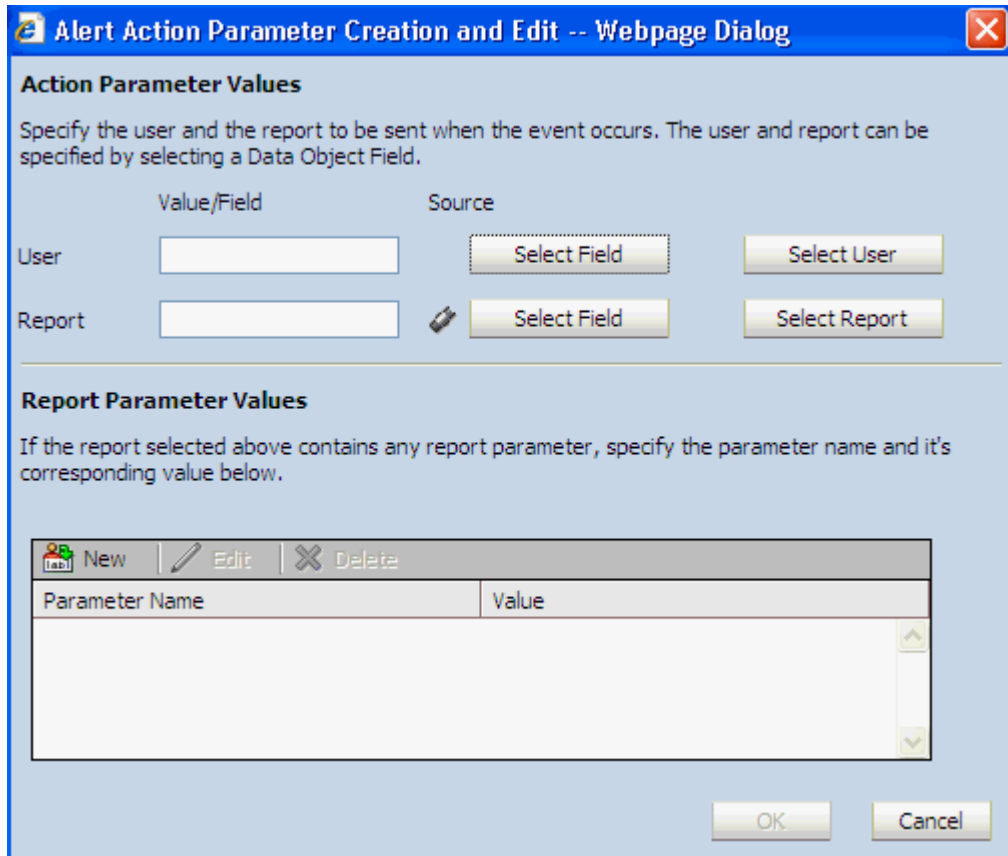 Alert Action Parameter Creation and Edit -- Webpage Dialog
Action Parameter Values
Specify the user and the report to be sent when the event occurs. The user and report can be
specified by selecting a Data Object Field.
Value/Field Source
User Select Field Select User
Report Select Field Select Report
Report Parameter Values
If the report selected above contains any report parameter, specify the parameter name and it's
corresponding value below.
New Edit Delete
Parameter Name Value
OK Cancel